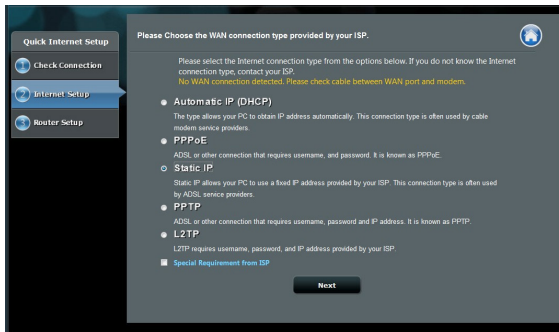 Quick Internet Setup
1 Check Connection
2 Internet Setup
3 Router Setup
Please Choose the WAN connection type provided by your ISP.
Please select the Internet connection type from the options below. If you do not know the Internet
connection type, contact your ISP.
No WAN connection detected. Please check cable between WAN port and modem.
Automatic IP (DHCP)
The type allows your PC to obtain IP address automatically. This connection type is often used by cable
modem service providers.
PPPoE
ADSL or other connection that requires username, and password. It is known as PPPoE.
Static IP
Static IP allows your PC to use a fixed IP address provided by your ISP. This connection type is often used
by ADSL service providers.
PPTP
ADSL or other connection that requires username, password and IP address. It is known as PPTP.
L2TP
L2TP requires username, password, and IP address provided by your ISP.
Special Requirement from ISP
Next